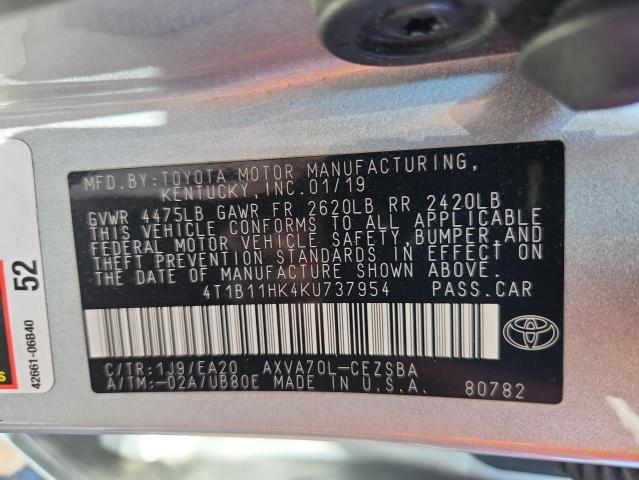 MFD.BY:TOYOTA MOTOR MANUFACTURING,
KENTUCKY, INC.01/19
GVWR 4475LB GAWR FR 2620LB RR 2420LB
THIS VEHICLE CONFORMS TO ALL APPLICABLE
FEDERAL MOTOR VEHICLE SAFETY,BUMPER,AND
THEFT PREVENTION STANDARDS IN EFFECT ON
THE DATE OF MANUFACTURE SHOWN ABOVE.
4T1B11HK4KU737954 PASS.CAR
C/TR:1J9/EA20 AXVA70L-CEZSBA
A/TM:-02A/UB80E MADE IN U.S.A. 80782
52
42661-06B40